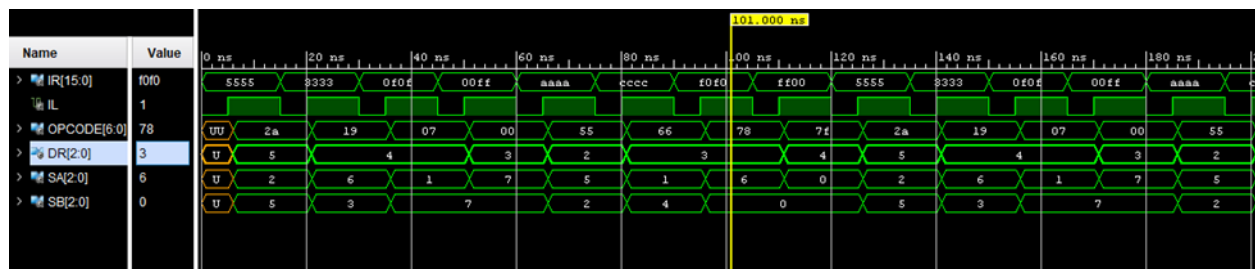 101.000 ns
Name Value 0 ns 20 ns 40 ns 60 ns 80 ns 100 ns 120 ns 140 ns 160 ns 180 ns
IR[15:0] f0f0 5555 3333 0f0f 00ff aaaa cccc f0f0 ff00 5555 3333 0f0f 00ff aaaa
IL 1
OPCODE[6:0] 78 UU 2a 19 07 00 55 66 78 7f 2a 19 07 00 55
DR[2:0] 3 U 5 4 3 2 3 4 5 4 3 2
SA[2:0] 6 U 2 6 1 7 5 1 6 0 2 6 1 7 5
SB[2:0] 0 U 5 3 7 2 4 0 5 3 7 2